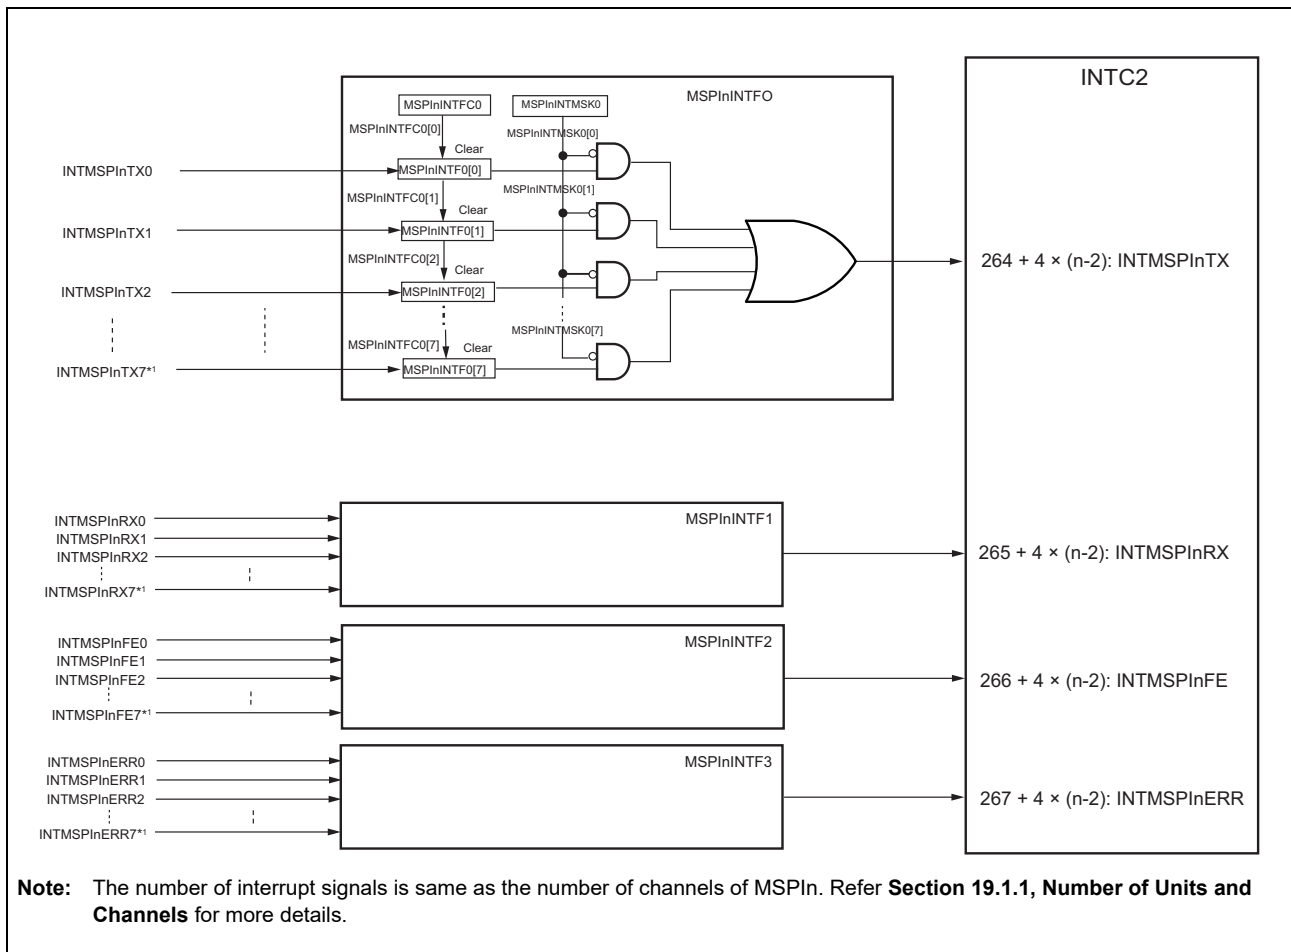 INTC2
MSPInINTFO
MSPInINTFC0
MSPInINTMSK0
MSPInINTFC0[0]
MSPInINTMSK0[0]
Clear
INTMSPInTX0
MSPInINTF0[0]
MSPInINTFC0[1]
MSPInINTMSK0[1]
Clear
INTMSPInTX1
MSPInINTF0[1]
MSPInINTFC0[2]
Clear
264 + 4 × (n-2): INTMSPInTX
INTMSPInTX2
MSPInINTF0[2]
MSPInINTMSK0[7]
MSPInINTFC0[7]
Clear
INTMSPInTX7*1
MSPInINTF0[7]
INTMSPInRX0
MSPInINTF1
INTMSPInRX1
INTMSPInRX2
265 + 4 × (n-2): INTMSPInRX
INTMSPInRX7*1
INTMSPInFE0
MSPInINTF2
INTMSPInFE1
INTMSPInFE2
266 + 4 × (n-2): INTMSPInFE
INTMSPInFE7*1
INTMSPInERR0
MSPInINTF3
INTMSPInERR1
INTMSPInERR2
267 + 4 × (n-2): INTMSPInERR
INTMSPInERR7*1
Note: The number of interrupt signals is same as the number of channels of MSPIn. Refer Section 19.1.1, Number of Units and
Channels for more details.